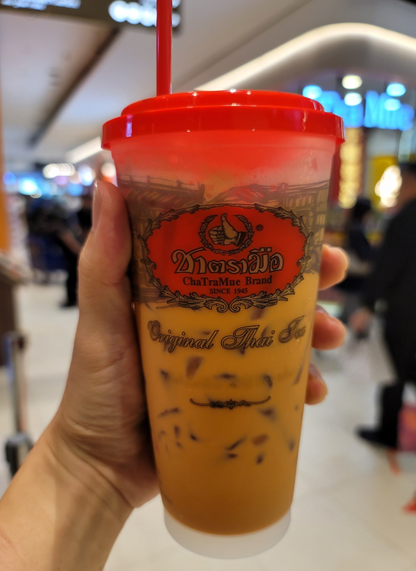 ชาตรามือ
ChaTraMue Brand
SINCE 1945
Original Thai Tea